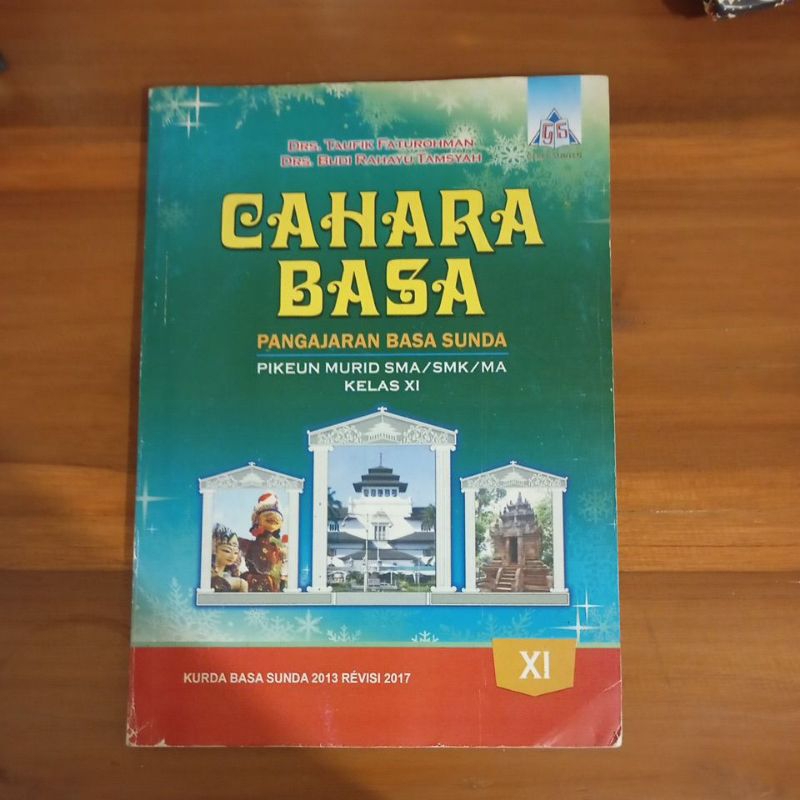 DRS. TAUFIK FATUROHMAN
DRS. BUDI RAHAYU TAMSYAH
CAHARA
BASA
PANGAJARAN BASA SUNDA
PIKEUN MURID SMA/SMK/MA
KELAS XI
KURDA BASA SUNDA 2013 RÉVISI 2017
XI